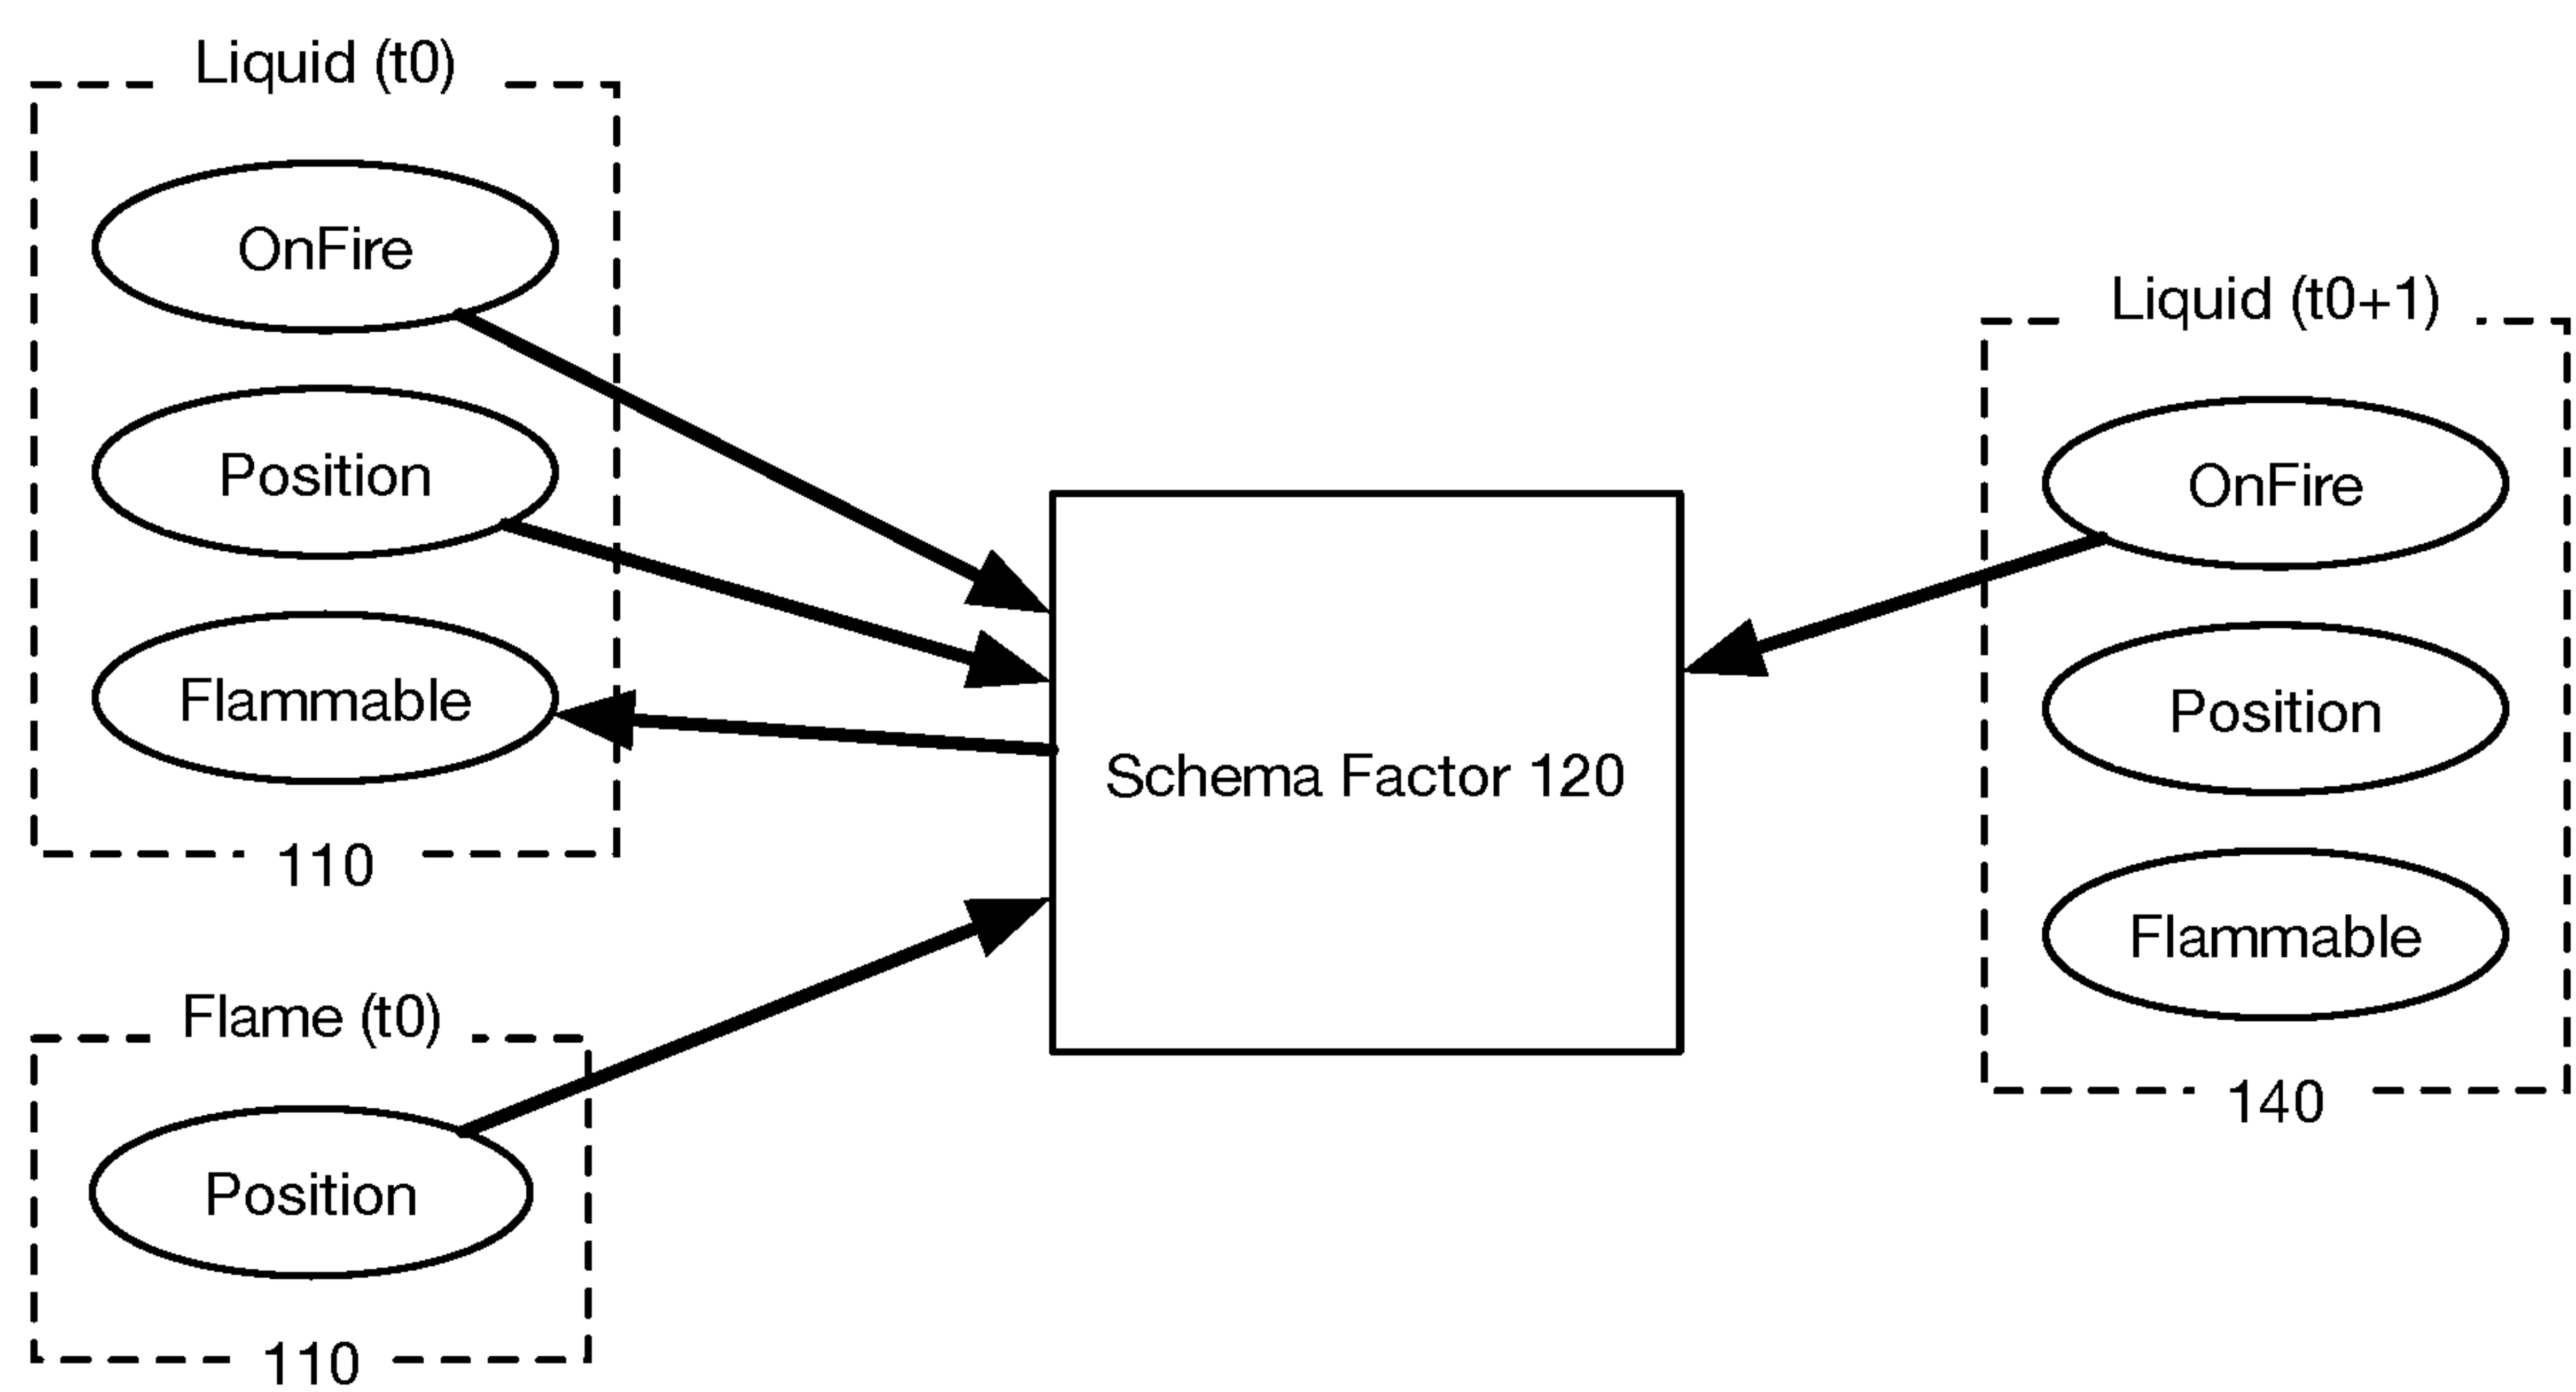 Liquid (t0)
OnFire
Position
Flammable
110
Flame (t0)
Position
110
Schema Factor 120
Liquid (t0+1)
OnFire
Position
Flammable
140